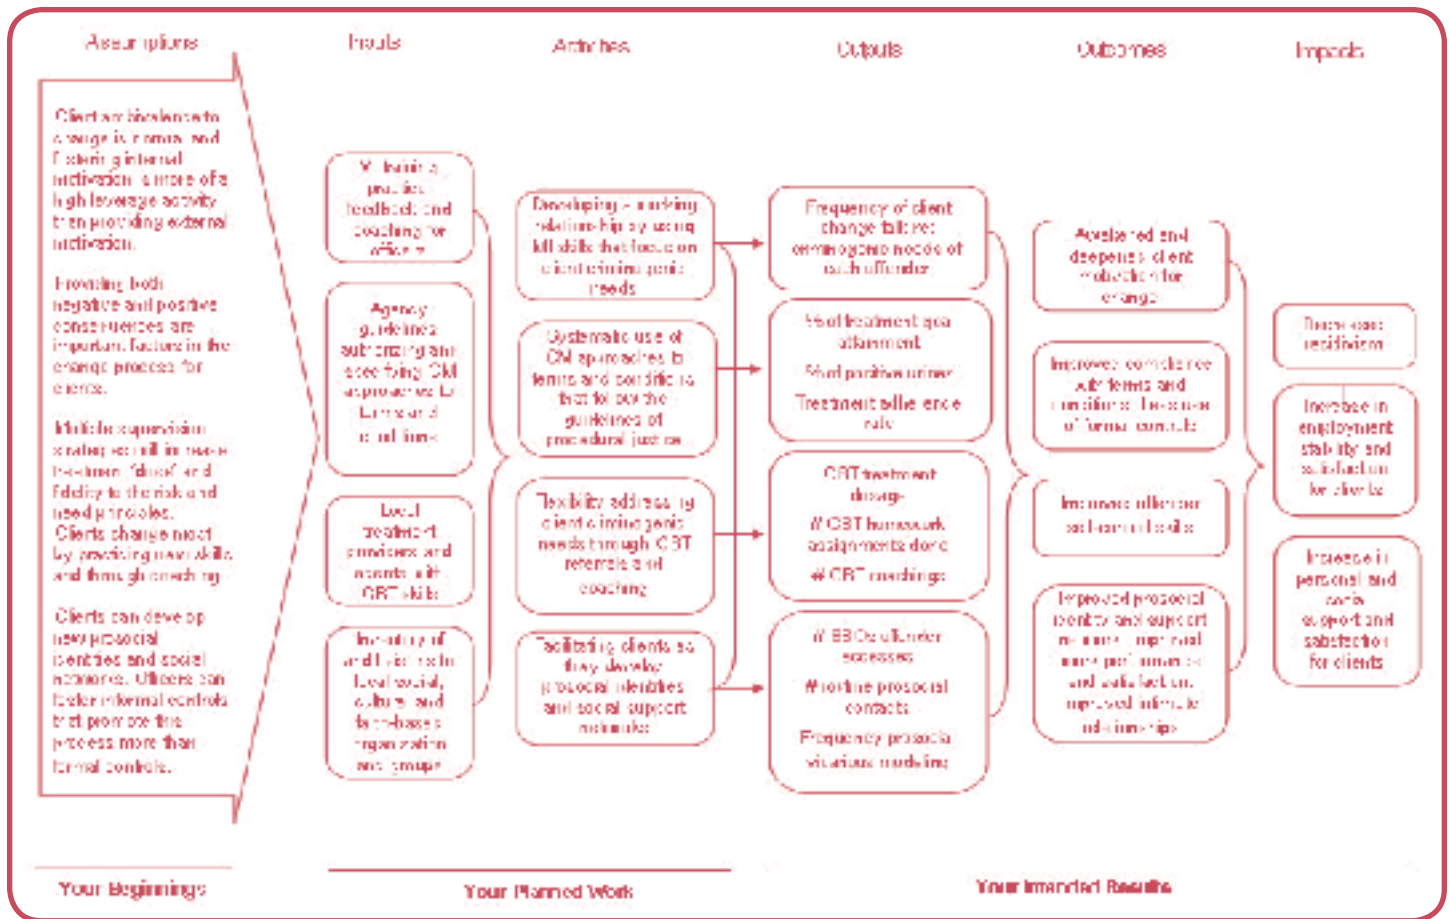 Assumptions
Client ambivalence to
change is normal and
fostering internal
motivation is more of a
high leverage activity
than providing external
motivation.
Providing both
negative and positive
consequences are
important factors in the
change process for
clients.
Multiple supervision
strategies will increase
treatment "dose" and
fidelity to the risk and
need principles.
Clients change most
by practicing new skills
and through coaching
Clients can develop
new prosocial
identities and social
networks. Officers can
foster informal controls
that promote this
process more than
formal controls.
Inputs
MI training,
practice
feedback and
coaching for
officers
Agency
guidelines
authorizing and
specifying CM
approaches to
terms and
conditions
Local
treatment
providers and
agents with
CBT skills
Inventory of
and liaisons to
local social,
cultural and
faith-based
organization
and groups
Activities
Developing a working
relationship by using
MI skills that focus on
client criminogenic
needs
Systematic use of
CM approaches to
terms and conditions
that follow the
guidelines of
procedural justice
Flexibility addressing
client criminogenic
needs through CBT
referrals and
coaching
Facilitating clients as
they develop
prosocial identities
and social support
networks
Outputs
Frequency of client
change talk re:
criminogenic needs of
each offender
% of treatment goal
attainment
% of positive urines
Treatment adherence
rate
CBT treatment
dosage
# CBT homework
assignments done
# CBT coachings
# offender
accesses
# routine prosocial
contacts
Frequency prosocial
vicarious modeling
Outcomes
Awakened and
deepened client
motivation for
change
Improved compliance
with terms and
conditions, less use
of formal controls
Improved offender
self-control skills
Improved prosocial
identity and support
networks, improved
work performance
and satisfaction,
improved intimate
relationships
Impacts
Decreased
recidivism
Increase in
employment
stability and
satisfaction
for clients
Increase in
personal and
social
support and
satisfaction
for clients
Your Beginnings
Your Planned Work
Your Intended Results